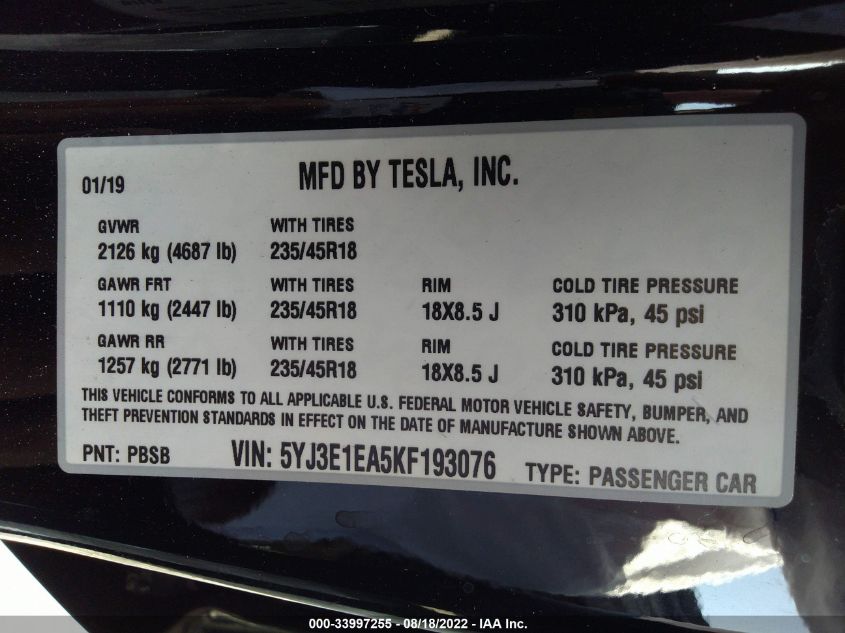 01/19 MFD BY TESLA, INC.
GVWR WITH TIRES
2126 kg (4687 lb) 235/45R18
GAWR FRT WITH TIRES RIM COLD TIRE PRESSURE
1110 kg (2447 lb) 235/45R18 18X8.5 J 310 kPa, 45 psi
GAWR RR WITH TIRES RIM COLD TIRE PRESSURE
1257 kg (2771 lb) 235/45R18 18X8.5 J 310 kPa, 45 psi
THIS VEHICLE CONFORMS TO ALL APPLICABLE U.S. FEDERAL MOTOR VEHICLE SAFETY, BUMPER, AND
THEFT PREVENTION STANDARDS IN EFFECT ON THE DATE OF MANUFACTURE SHOWN ABOVE.
PNT: PBSB VIN: 5YJ3E1EA5KF193076 TYPE: PASSENGER CAR
000-33997255 - 08/18/2022 - IAA Inc.